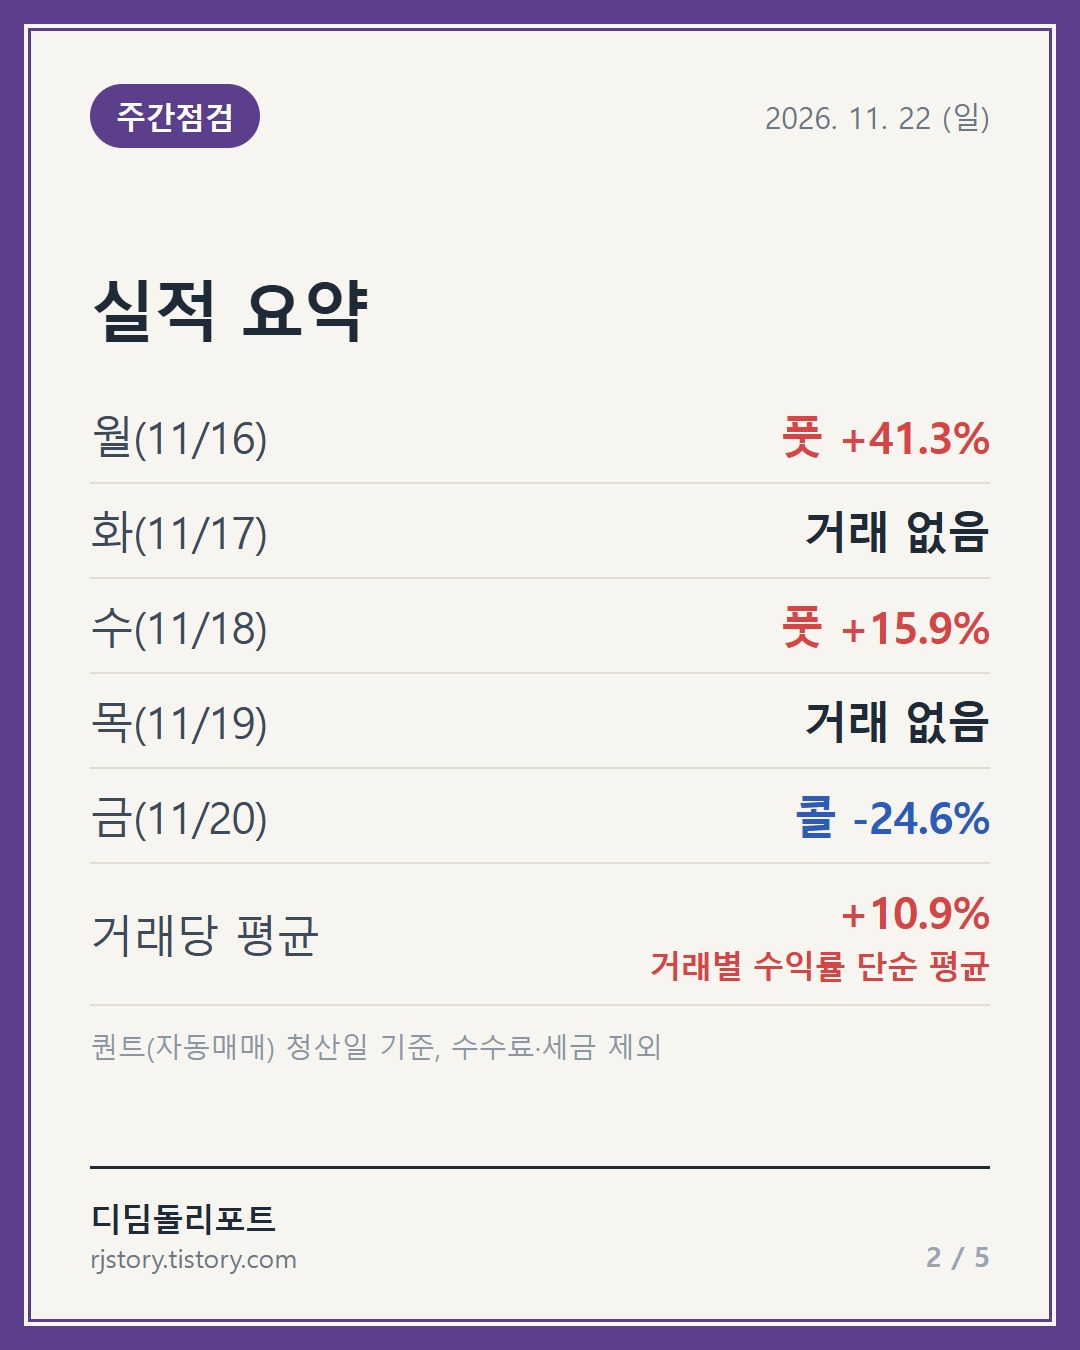 주간점검
2026. 11. 22 (일)
실적 요약
월(11/16) 풋 +41.3%
화(11/17) 거래 없음
수(11/18) 풋 +15.9%
목(11/19) 거래 없음
금(11/20) 콜 -24.6%
거래당 평균 +10.9%
거래별 수익률 단순 평균
퀀트(자동매매) 청산일 기준, 수수료·세금 제외
디딤돌리포트
rjstory.tistory.com
2 / 5